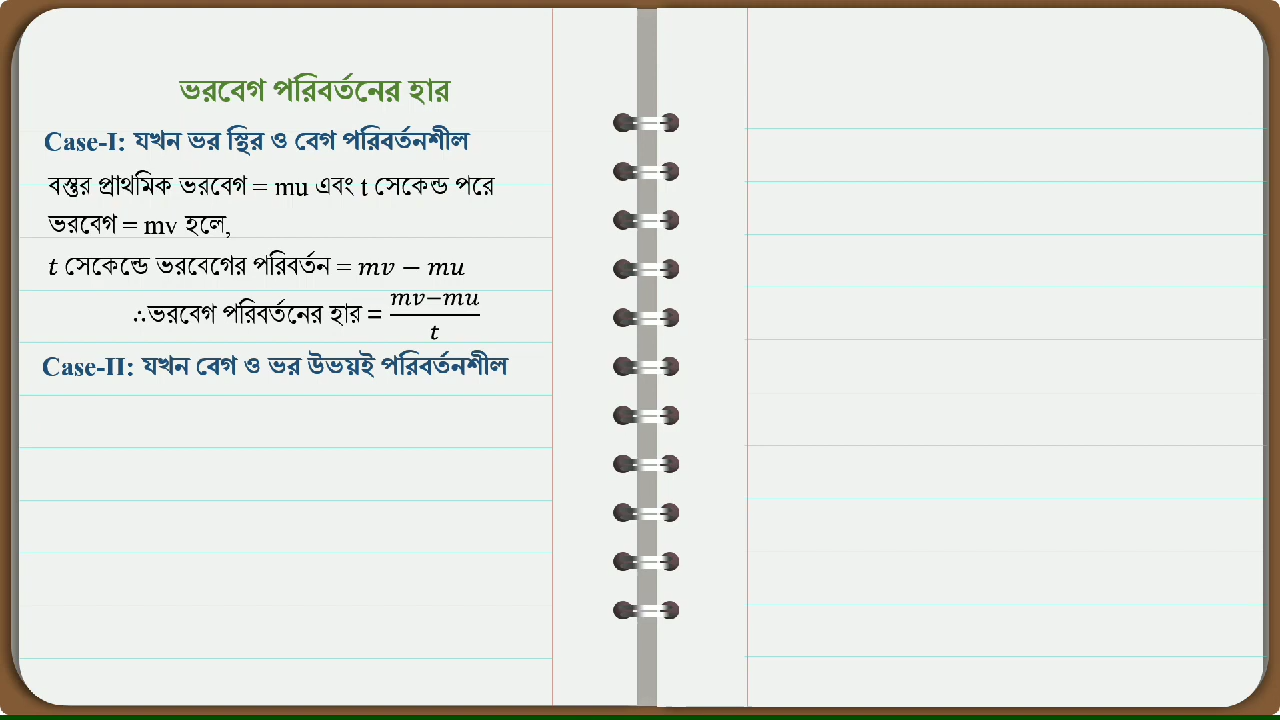 ভরবেগ পরিবর্তনের হার
Case-I: যখন ভর স্থির ও বেগ পরিবর্তনশীল
বস্তুর প্রাথমিক ভরবেগ = mu এবং t সেকেন্ড পরে
ভরবেগ = mv হলে,
t সেকেন্ডে ভরবেগের পরিবর্তন = mv − mu
∴ভরবেগ পরিবর্তনের হার = \frac{mv−mu}{t}
Case-II: যখন বেগ ও ভর উভয়ই পরিবর্তনশীল